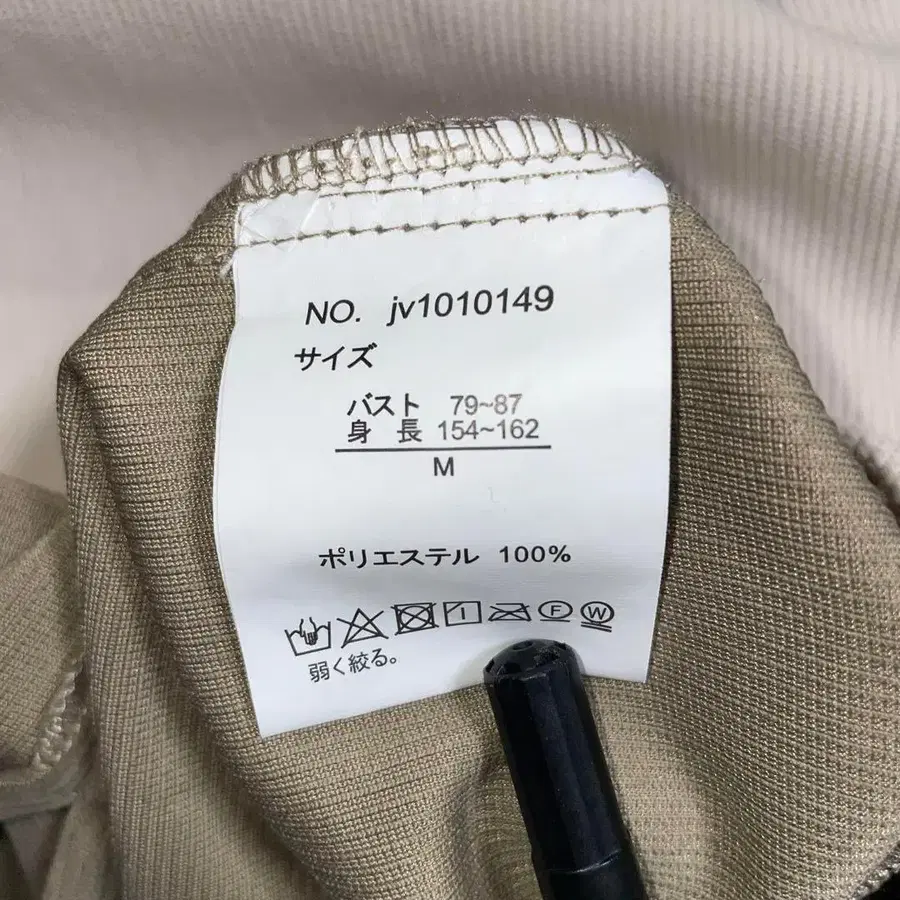 NO. jv1010149
サイズ
バスト 79~87
身 長 154~162
M
ポリエステル 100%
弱く絞る。